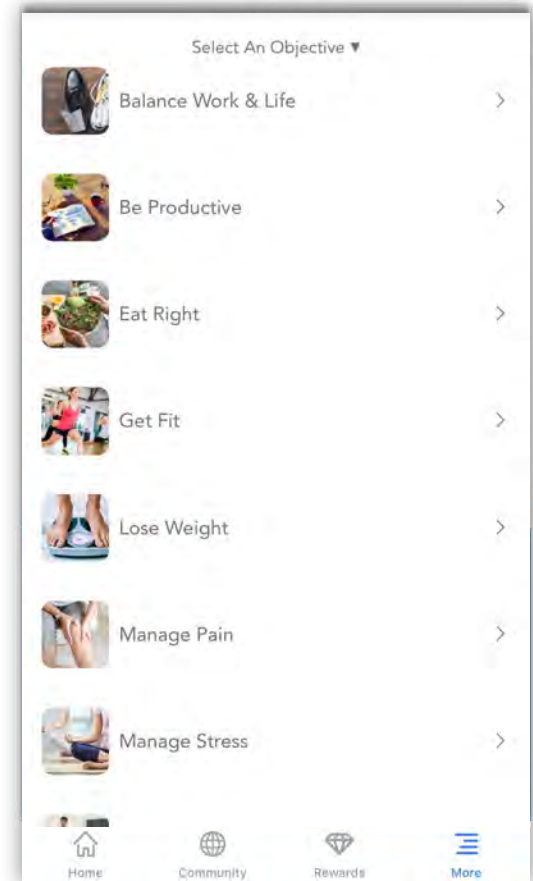 Select An Objective ▼
Balance Work & Life
Be Productive
Eat Right
Get Fit
Lose Weight
Manage Pain
Manage Stress
Home Community Rewards More